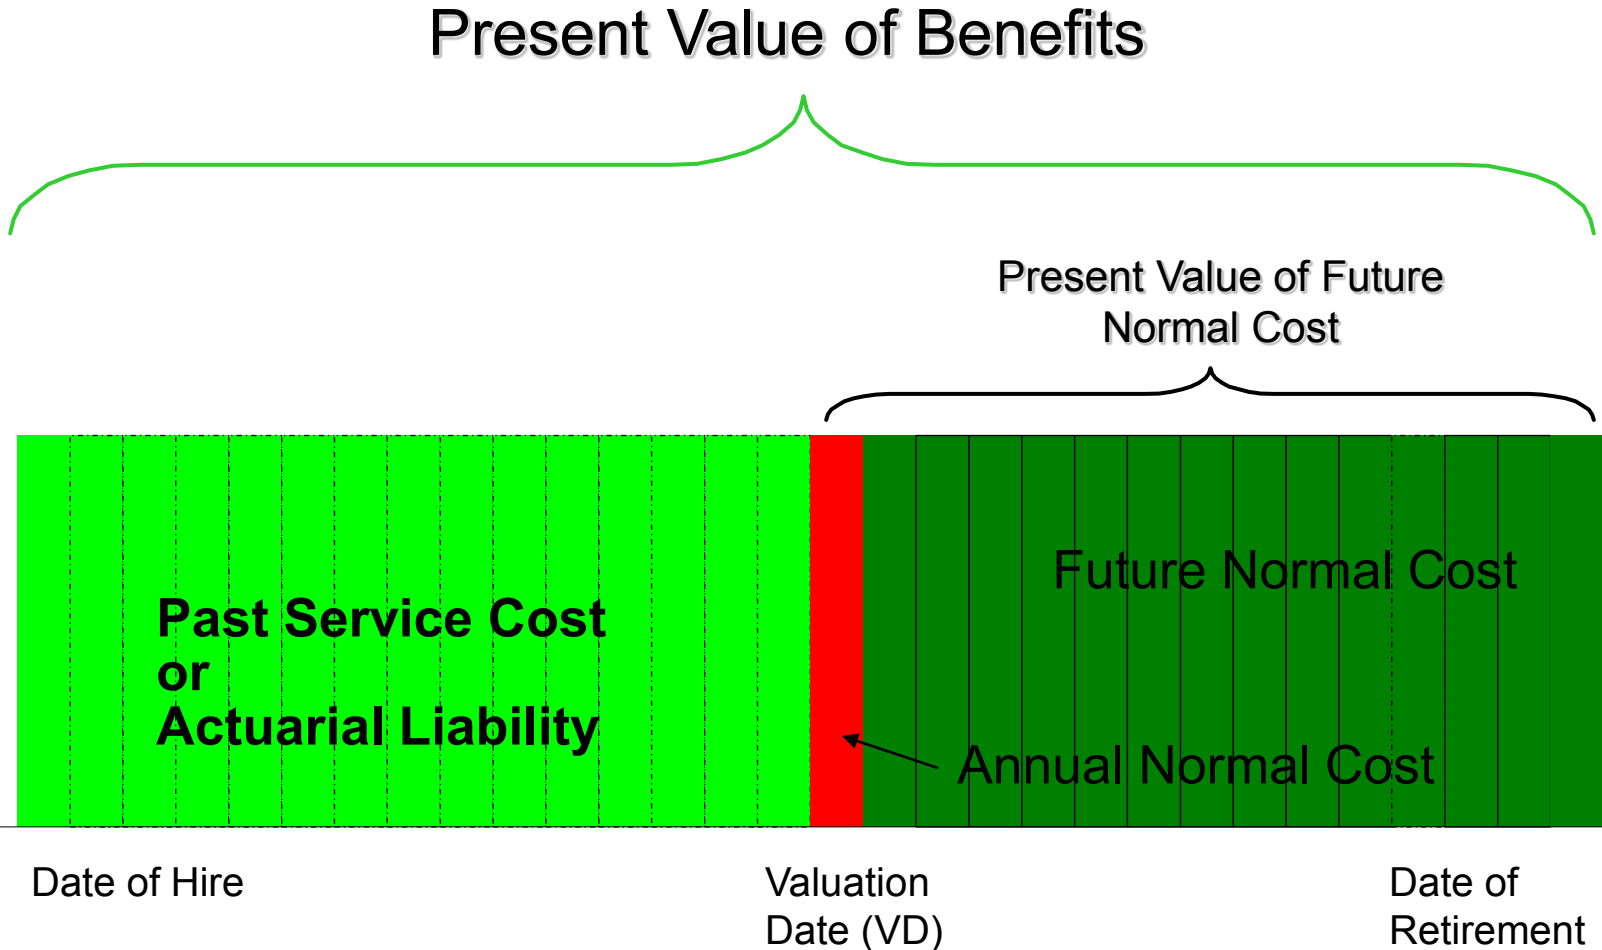 Present Value of Benefits
Present Value of Future
Normal Cost
Future Normal Cost
Past Service Cost
or
Actuarial Liability
Annual Normal Cost
Date of Hire
Valuation
Date (VD)
Date of
Retirement